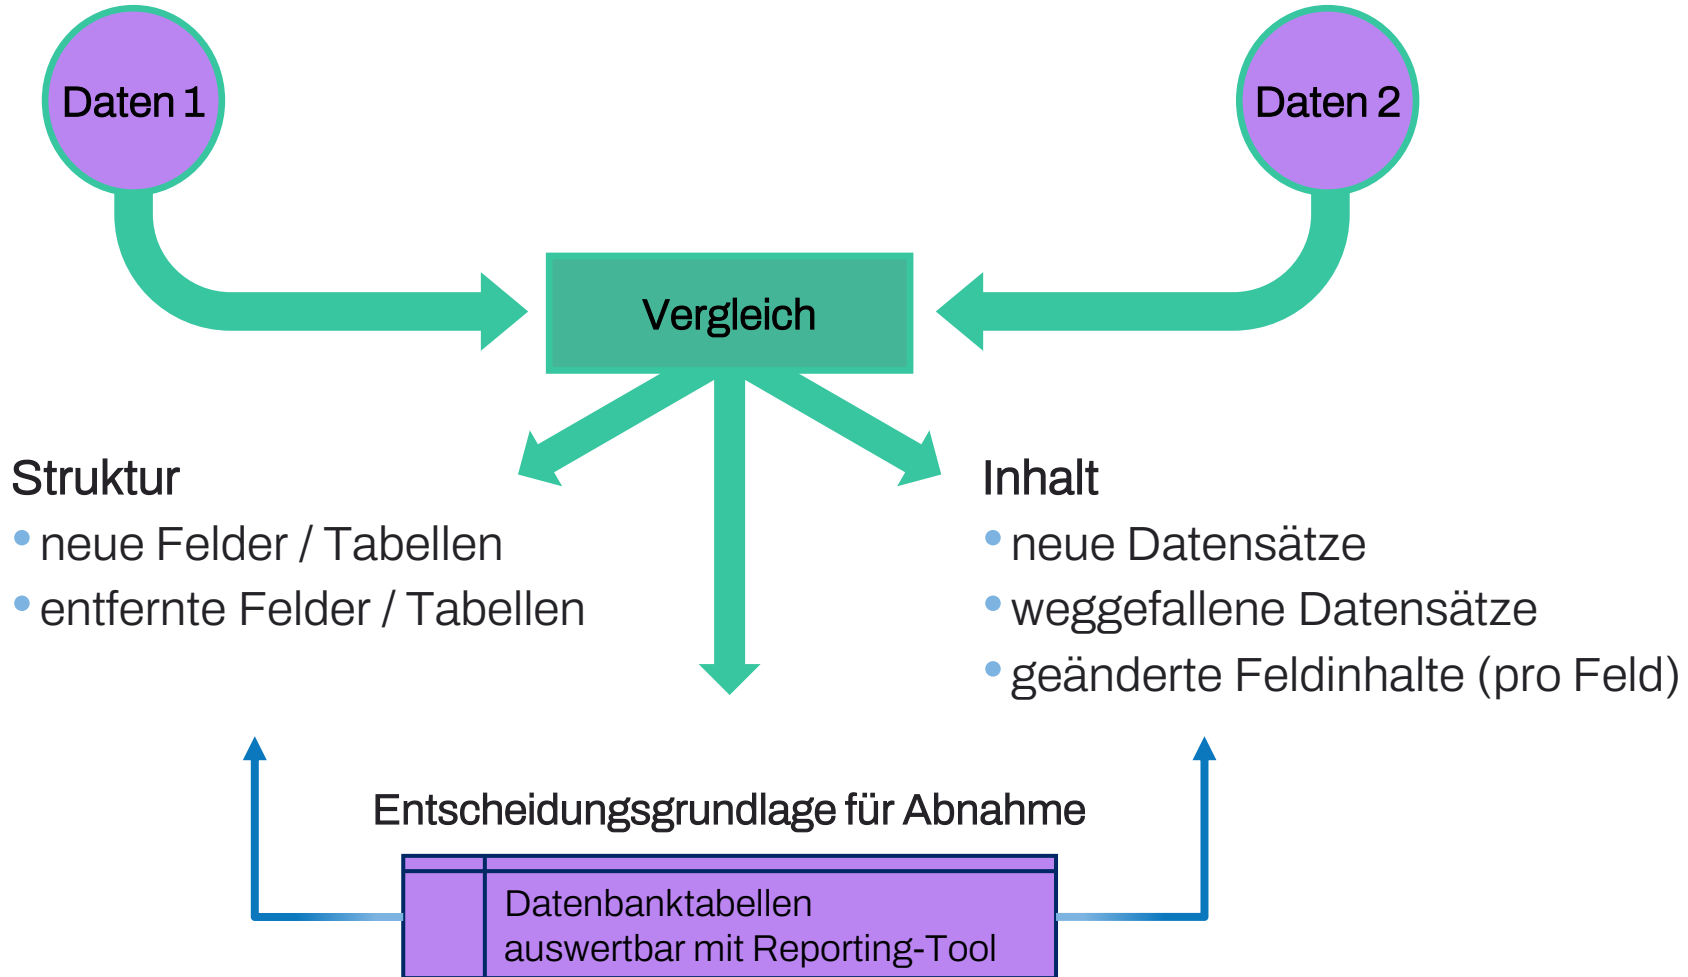 Daten 1
Daten 2
Vergleich
Struktur
• neue Felder / Tabellen
• entfernte Felder / Tabellen
Inhalt
• neue Datensätze
• weggefallene Datensätze
• geänderte Feldinhalte (pro Feld)
Entscheidungsgrundlage für Abnahme
Datenbanktabellen
auswertbar mit Reporting-Tool